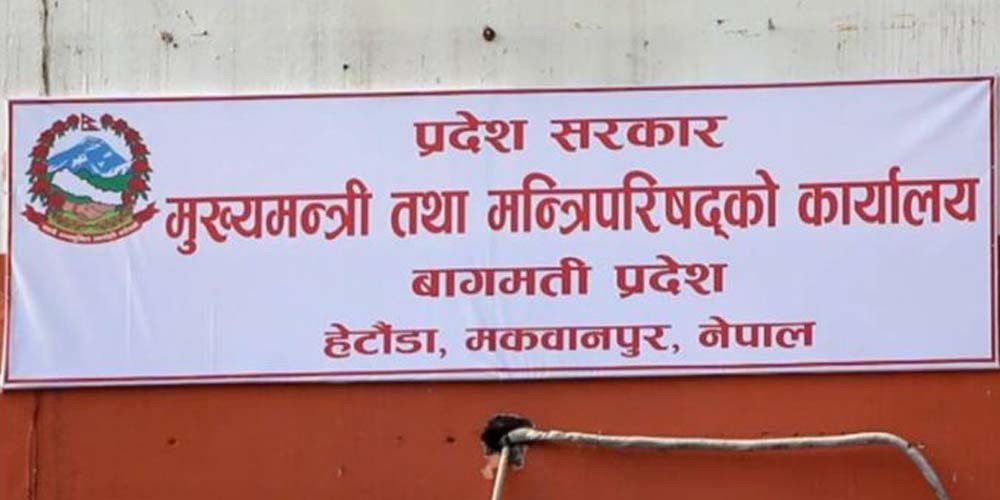 प्रदेश सरकार
मुख्यमन्त्री तथा मन्त्रिपरिषद्को कार्यालय
बागमती प्रदेश
हेटौंडा, मकवानपुर, नेपाल